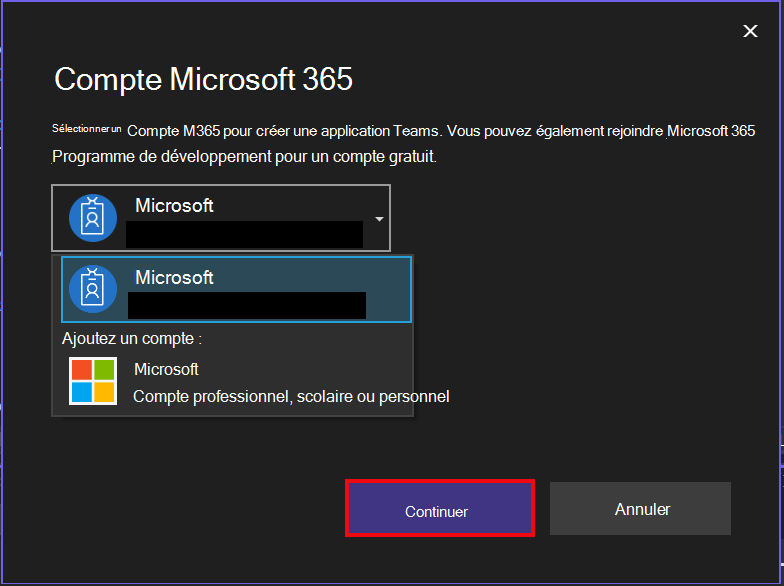 Compte Microsoft 365
Sélectionner un Compte M365 pour créer une application Teams. Vous pouvez également rejoindre Microsoft 365
Programme de développement pour un compte gratuit.
Microsoft
Microsoft
Ajoutez un compte :
Microsoft
Compte professionnel, scolaire ou personnel
Continuer
Annuler